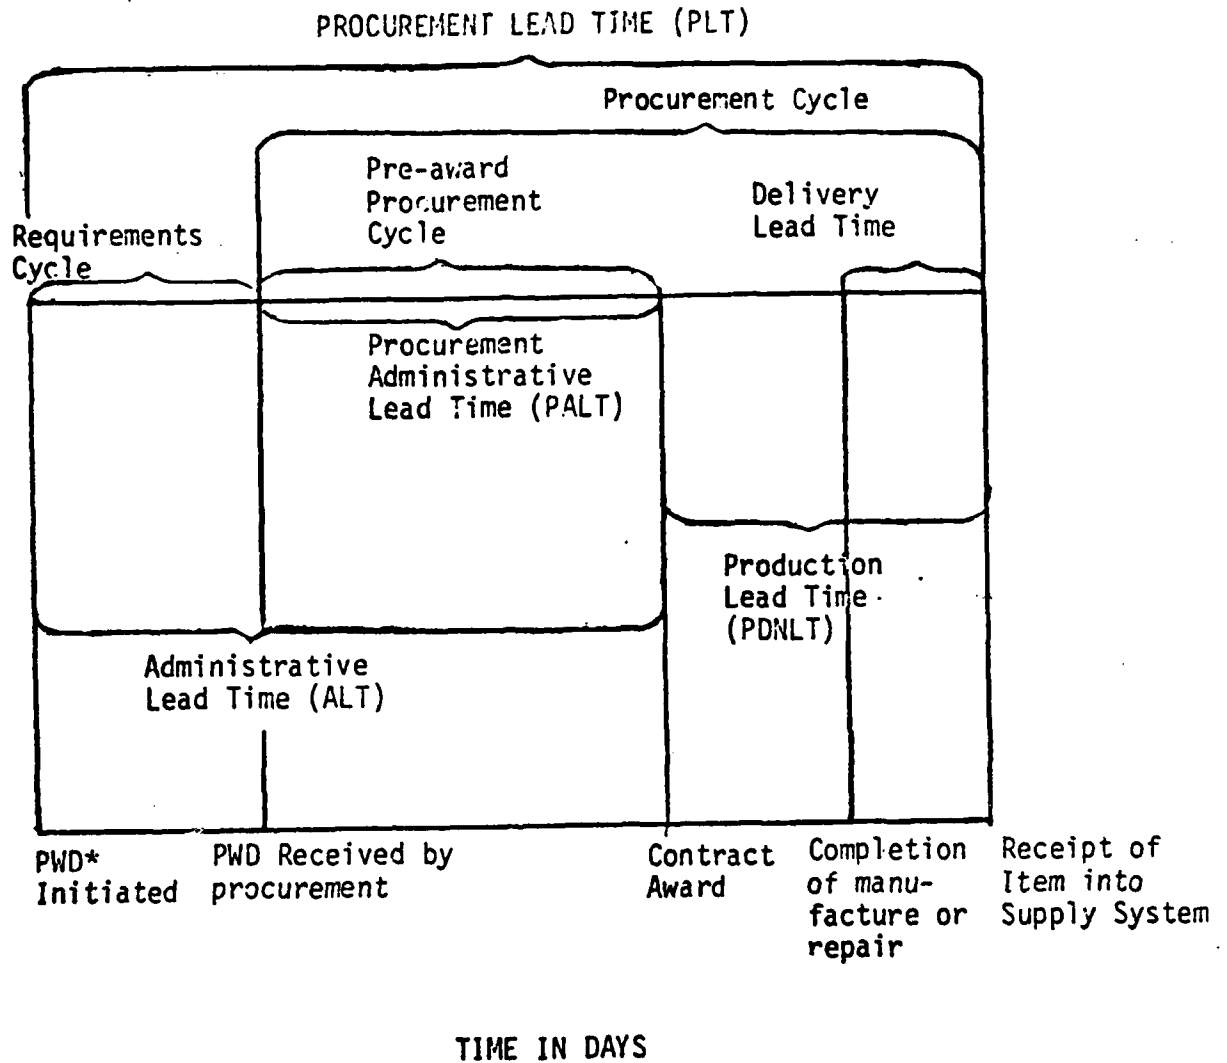 PROCUREMENT LEAD TIME (PLT)
Procurement Cycle
Pre-award
Procurement
Cycle
Delivery
Lead Time
Requirements
Cycle
Procurement
Administrative
Lead Time (PALT)
Production
Lead Time
(PDNLT)
Administrative
Lead Time (ALT)
PWD*
Initiated
PWD Received by
procurement
Contract
Award
Completion
of manu-
facture or
repair
Receipt of
Item into
Supply System
TIME IN DAYS